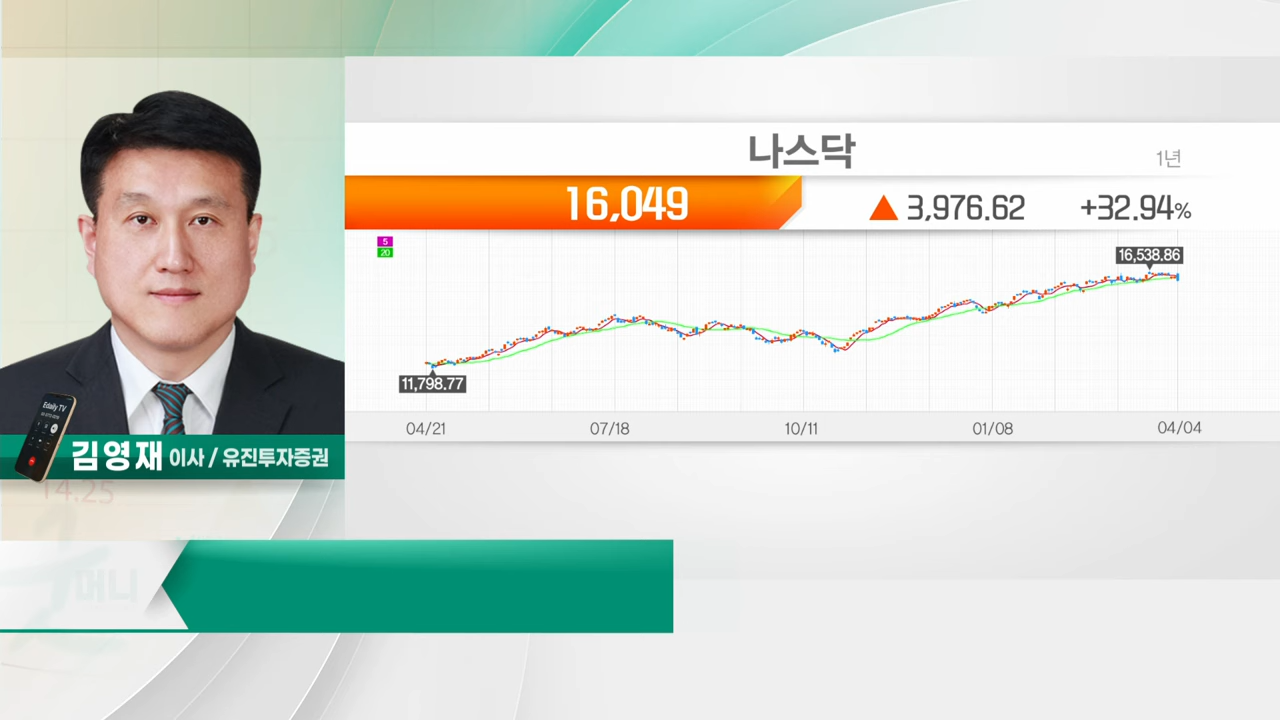 나스닥
1년
16,049
▲ 3,976.62
+32.94%
5
20
16,538.86
11,798.77
04/21
07/18
10/11
01/08
04/04
Edaily TV
김영재 이사 / 유진투자증권
14.25
머니